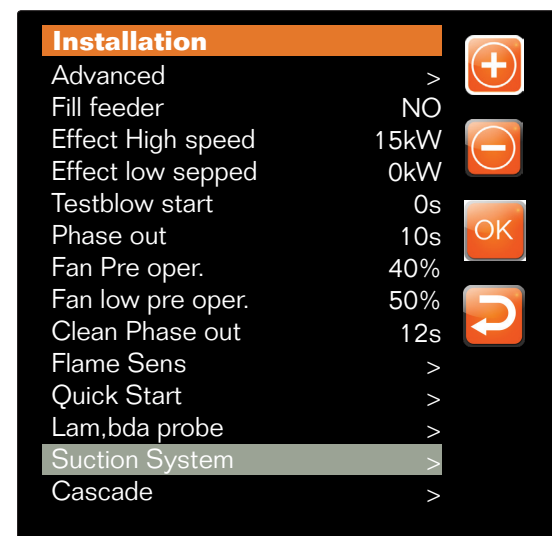 Installation
Advanced >
Fill feeder NO
Effect High speed 15kW
Effect low sepped 0kW
Testblow start 0s
Phase out 10s
Fan Pre oper. 40%
Fan low pre oper. 50%
Clean Phase out 12s
Flame Sens >
Quick Start >
Lam,bda probe >
Suction System >
Cascade >
OK